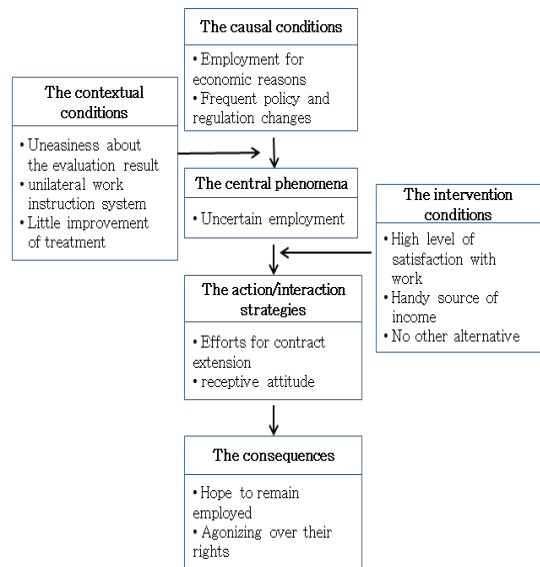 The causal conditions
• Employment for
economic reasons
• Frequent policy and
regulation changes
The contextual
conditions
• Uneasiness about
the evaluation result
• unilateral work
instruction system
• Little improvement
of treatment
The central phenomena
• Uncertain employment
The intervention
conditions
• High level of
satisfaction with
work
• Handy source of
income
• No other alternative
The action/interaction
strategies
• Efforts for contract
extension
• receptive attitude
The consequences
• Hope to remain
employed
• Agonizing over their
rights